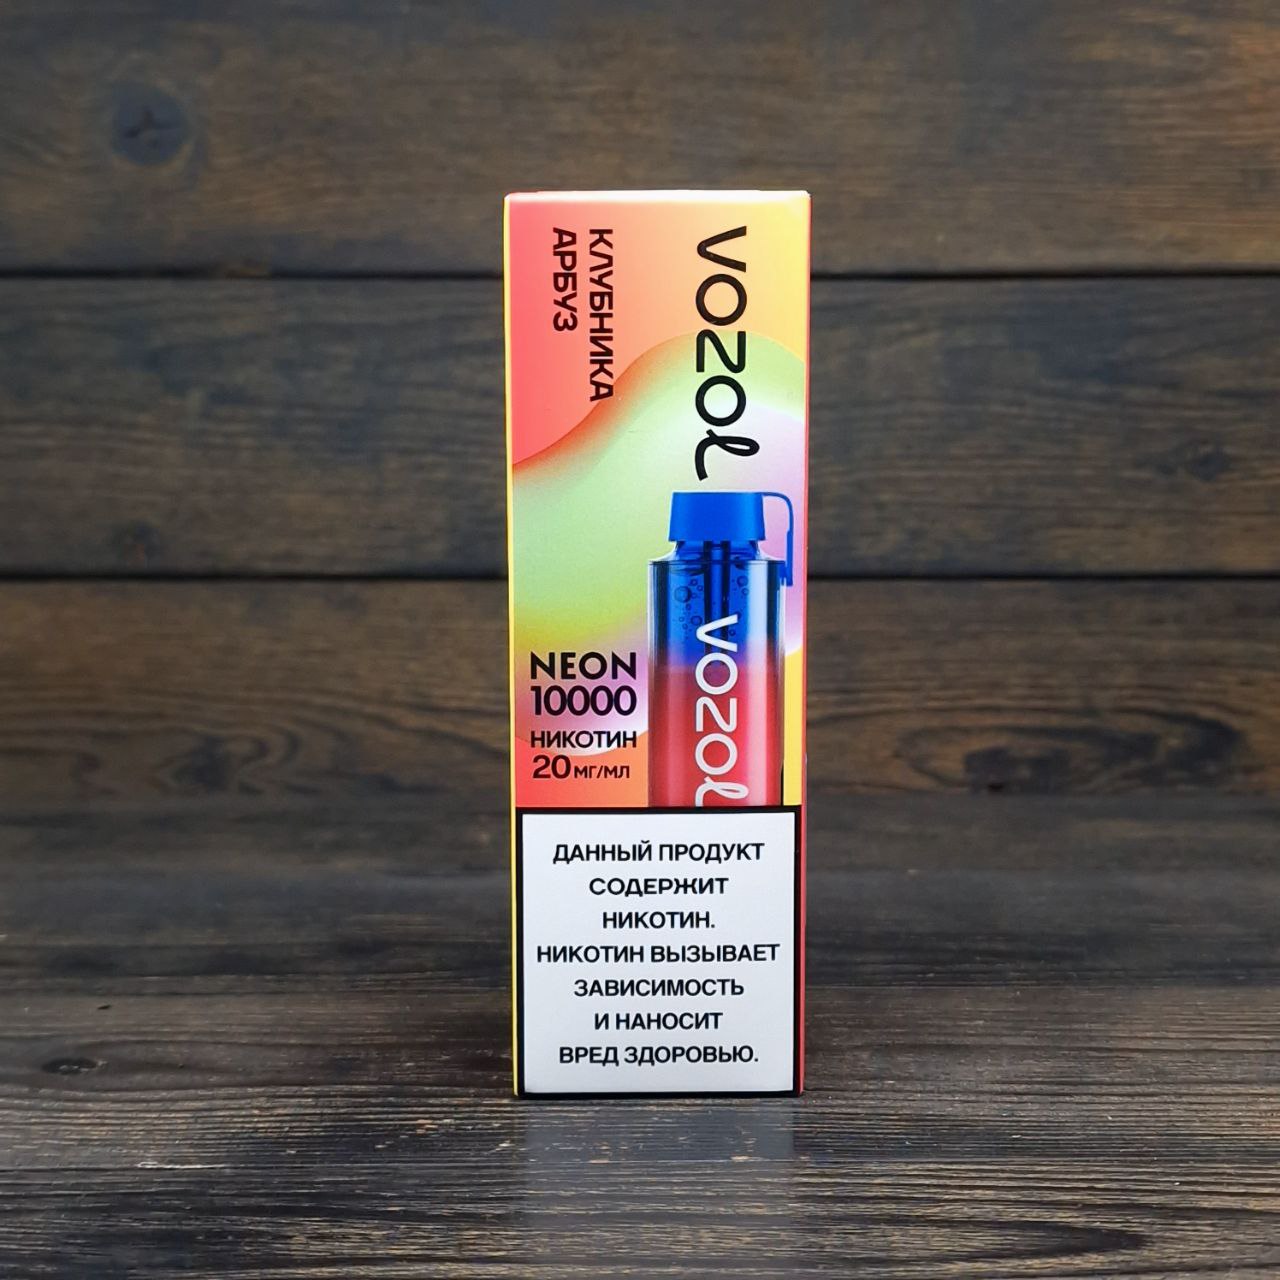 VOZOL
КЛУБНИКА
АРБУЗ
VOZOL
NEON
10000
НИКОТИН
20 МГ/МЛ
ДАННЫЙ ПРОДУКТ
СОДЕРЖИТ
НИКОТИН.
НИКОТИН ВЫЗЫВАЕТ
ЗАВИСИМОСТЬ
И НАНОСИТ
ВРЕД ЗДОРОВЬЮ.